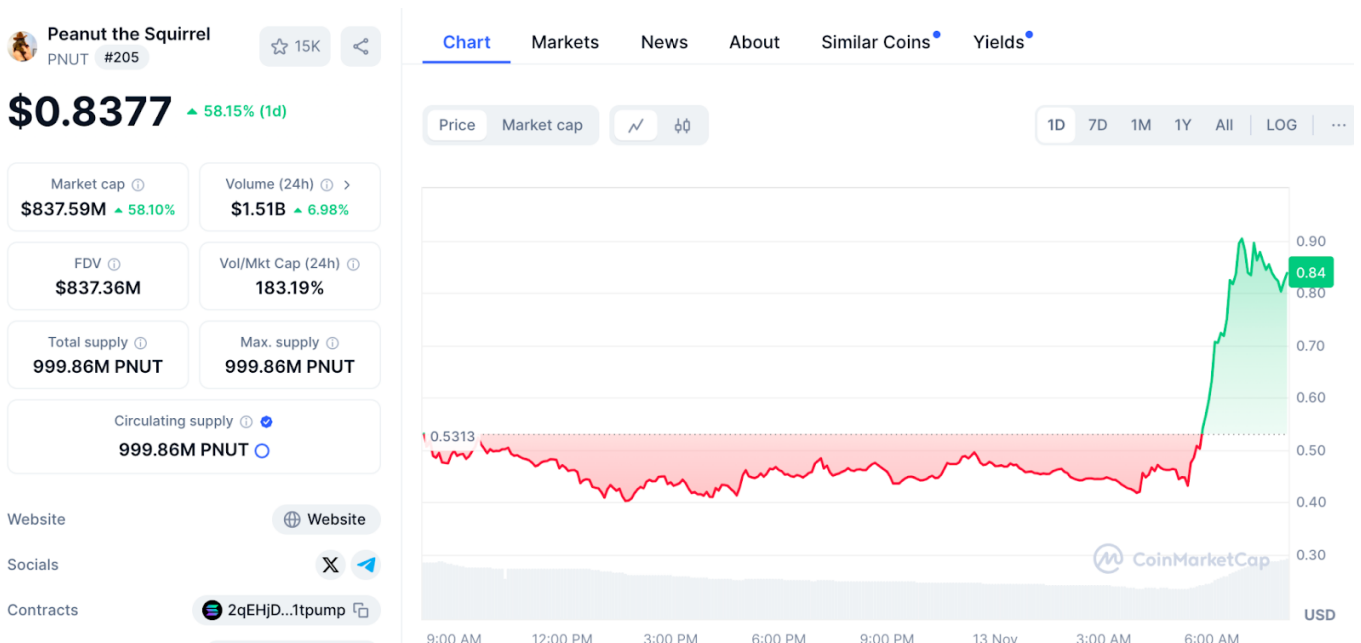 Peanut the Squirrel
PNUT #205
15K
$0.8377 58.15% (1d)
Market cap
$837.59M 58.10%
Volume (24h)
$1.51B 6.98%
FDV
$837.36M
Vol/Mkt Cap (24h)
183.19%
Total supply
999.86M PNUT
Max. supply
999.86M PNUT
Circulating supply
999.86M PNUT
Website Website
Socials
Contracts 2qEHjD...1tpump
Chart Markets News About Similar Coins Yields
Price Market cap
1D 7D 1M 1Y All LOG ...
0.90
0.84
0.80
0.70
0.60
0.5313
0.50
0.40
0.30
CoinMarketCap
USD
9:00 AM 12:00 PM 3:00 PM 6:00 PM 9:00 PM 13 Nov 3:00 AM 6:00 AM